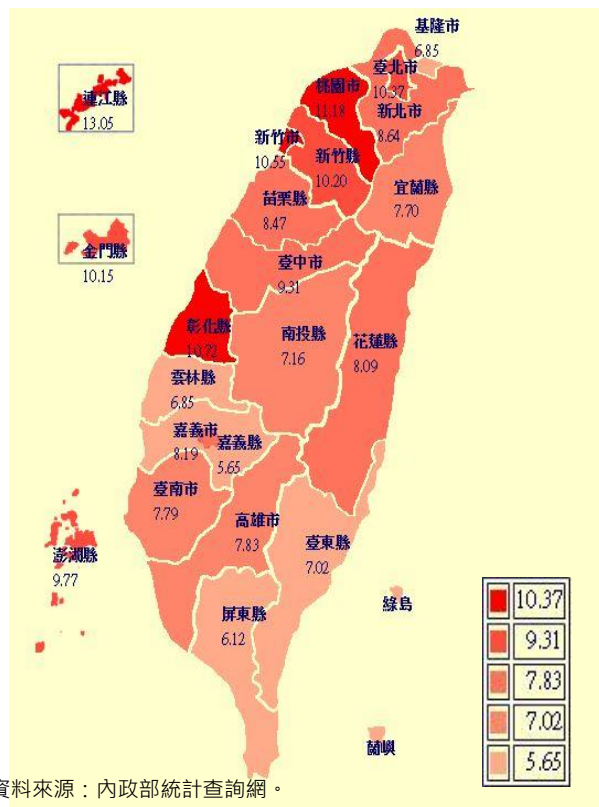 基隆市
6.85
臺北市
10.37
桃園市
11.18
新北市
8.64
連江縣
13.05
新竹市
10.55
新竹縣
10.20
宜蘭縣
7.70
苗栗縣
8.47
金門縣
10.15
臺中市
9.31
彰化縣
10.72
南投縣
7.16
花蓮縣
8.09
雲林縣
6.85
嘉義市
8.19
嘉義縣
5.65
臺南市
7.79
高雄市
7.83
臺東縣
7.02
澎湖縣
9.77
綠島
屏東縣
6.12
蘭嶼
10.37
9.31
7.83
7.02
5.65
資料來源：內政部統計查詢網。